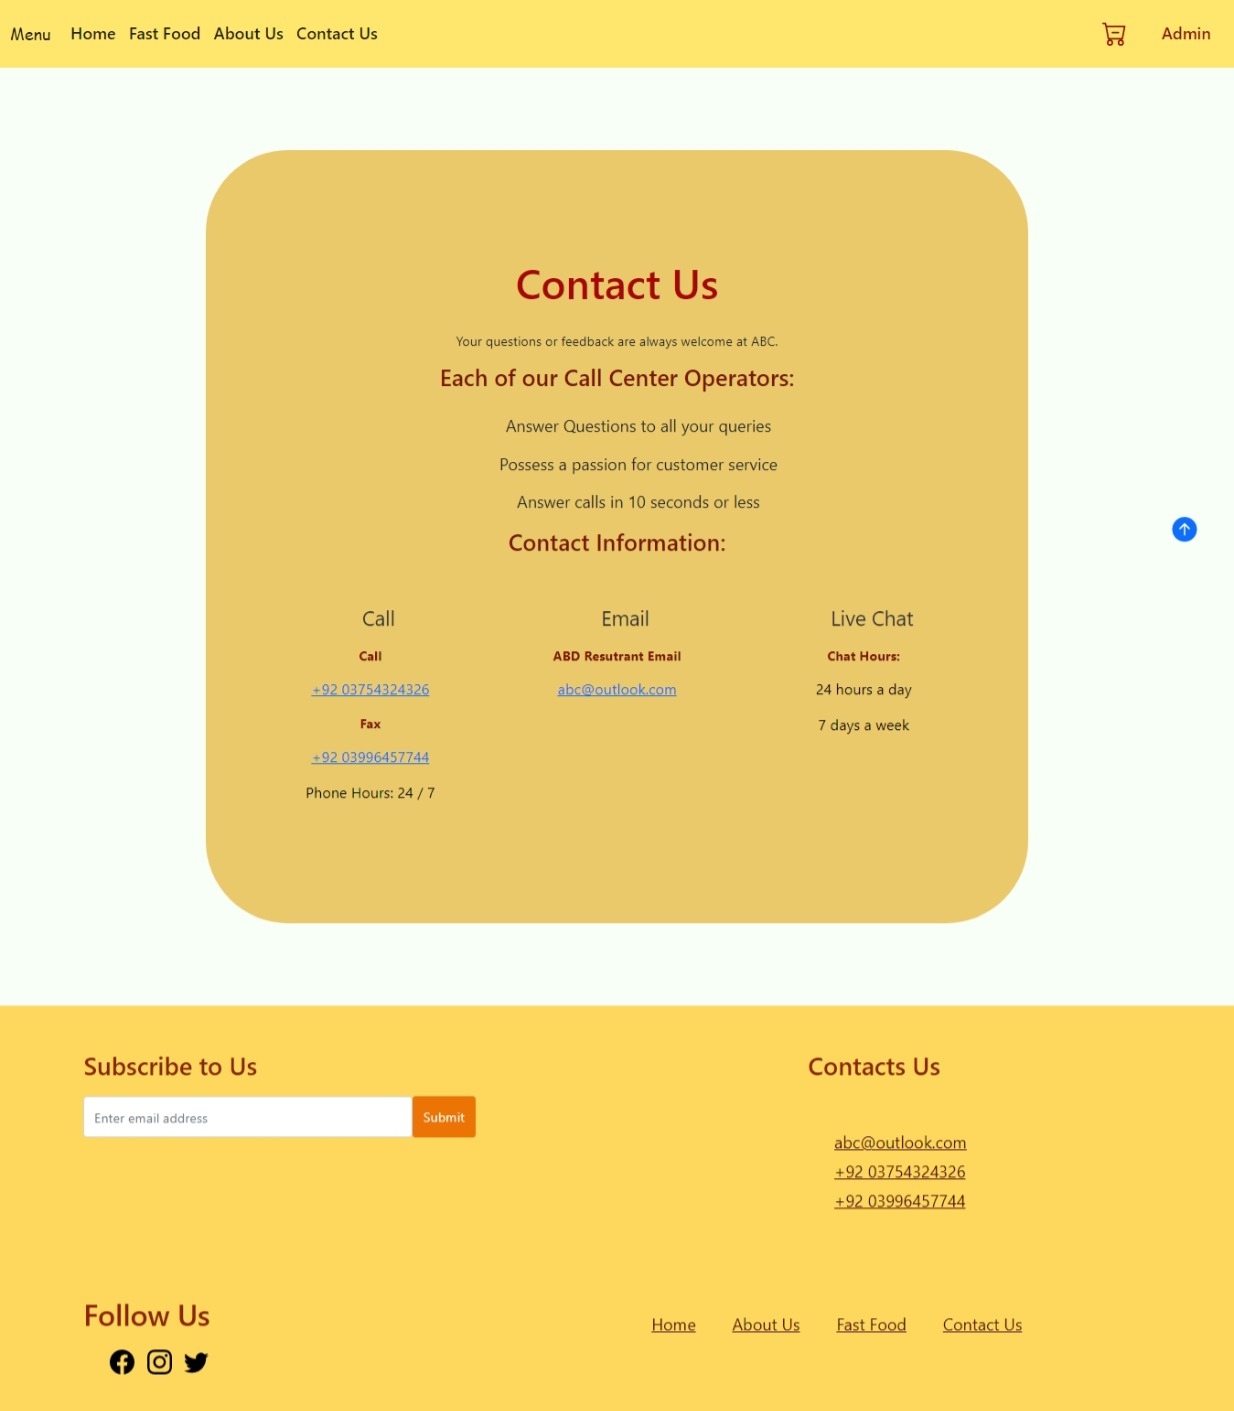 Menu Home Fast Food About Us Contact Us Admin
Contact Us
Your questions or feedback are always welcome at ABC.
Each of our Call Center Operators:
Answer Questions to all your queries
Possess a passion for customer service
Answer calls in 10 seconds or less
Contact Information:
Call
Call
+92 03754324326
Fax
+92 03996457744
Phone Hours: 24 / 7
Email
ABD Resutrant Email
abc@outlook.com
Live Chat
Chat Hours:
24 hours a day
7 days a week
Subscribe to Us
Enter email address Submit
Contacts Us
abc@outlook.com
+92 03754324326
+92 03996457744
Follow Us
Home About Us Fast Food Contact Us